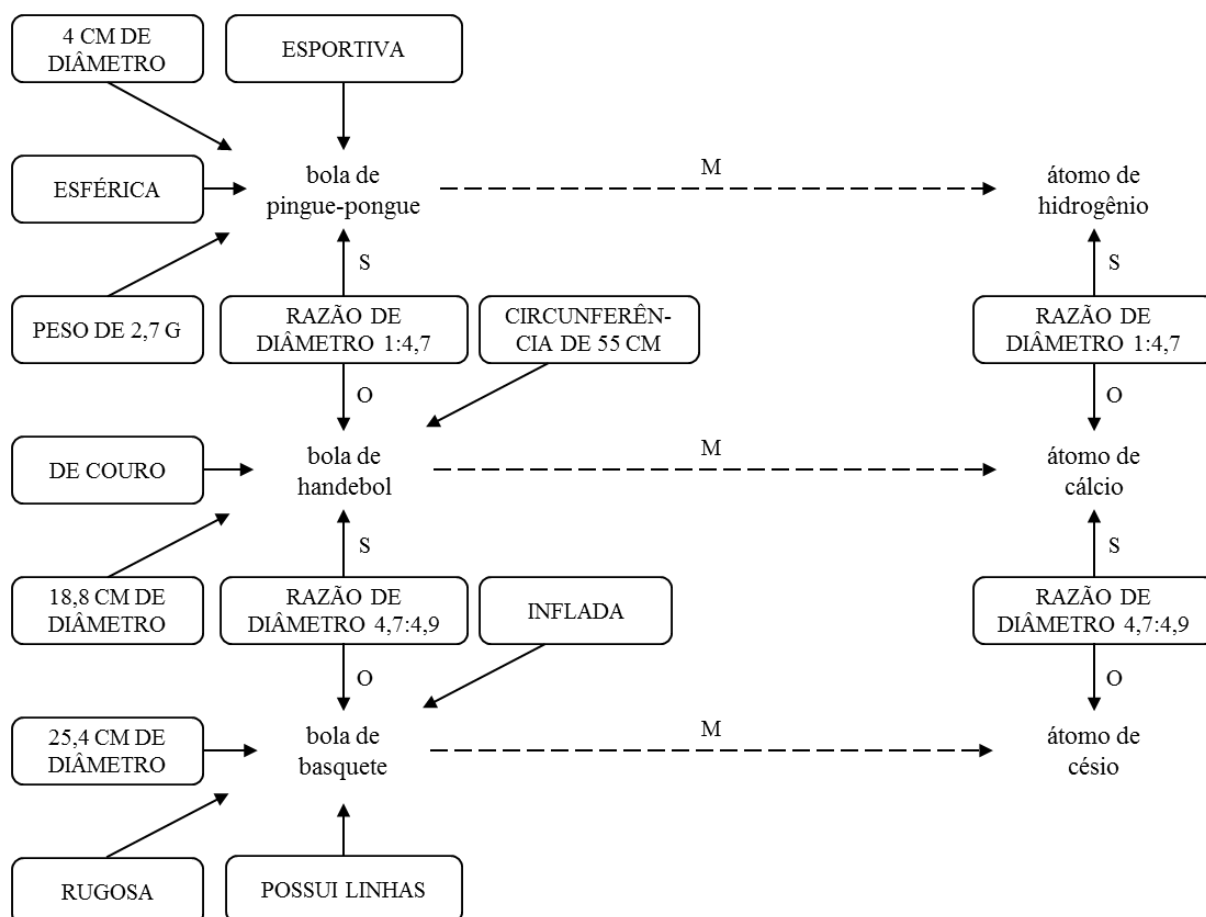 4 CM DE
DIÂMETRO
ESPORTIVA
ESFÉRICA
bola de
pingue-pongue
M
átomo de
hidrogênio
S
S
PESO DE 2,7 G
RAZÃO DE
DIÂMETRO 1:4,7
CIRCUNFERÊN-
CIA DE 55 CM
RAZÃO DE
DIÂMETRO 1:4,7
O
O
DE COURO
bola de
handebol
M
átomo de
cálcio
S
S
18,8 CM DE
DIÂMETRO
RAZÃO DE
DIÂMETRO 4,7:4,9
INFLADA
RAZÃO DE
DIÂMETRO 4,7:4,9
O
O
25,4 CM DE
DIÂMETRO
bola de
basquete
M
átomo de
césio
RUGOSA
POSSUI LINHAS